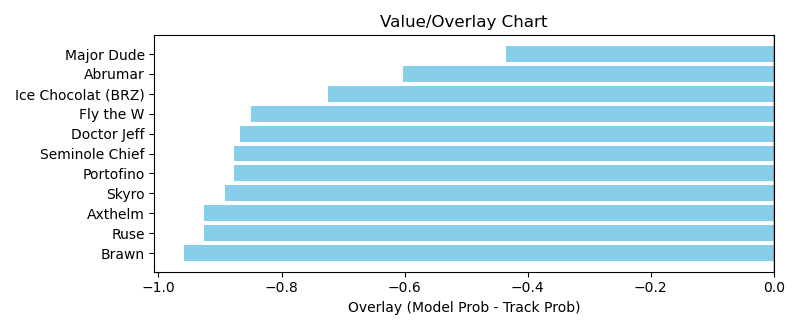 Value/Overlay Chart
Major Dude
Abrumar
Ice Chocolat (BRZ)
Fly the W
Doctor Jeff
Seminole Chief
Portofino
Skyro
Axthelm
Ruse
Brawn
−1.0 −0.8 −0.6 −0.4 −0.2 0.0
Overlay (Model Prob - Track Prob)